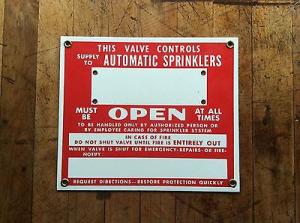 THIS VALVE CONTROLS
SUPPLY TO AUTOMATIC SPRINKLERS
MUST BE OPEN AT ALL TIMES
TO BE HANDLED ONLY BY AUTHORIZED PERSON OR
BY EMPLOYEE CARING FOR SPRINKLER SYSTEM
IN CASE OF FIRE
DO NOT SHUT VALVE UNTIL FIRE IS ENTIRELY OUT
WHEN VALVE IS SHUT FOR EMERGENCY-REPAIRS-OR FIRE-
NOTIFY
REQUEST DIRECTIONS-RESTORE PROTECTION QUICKLY